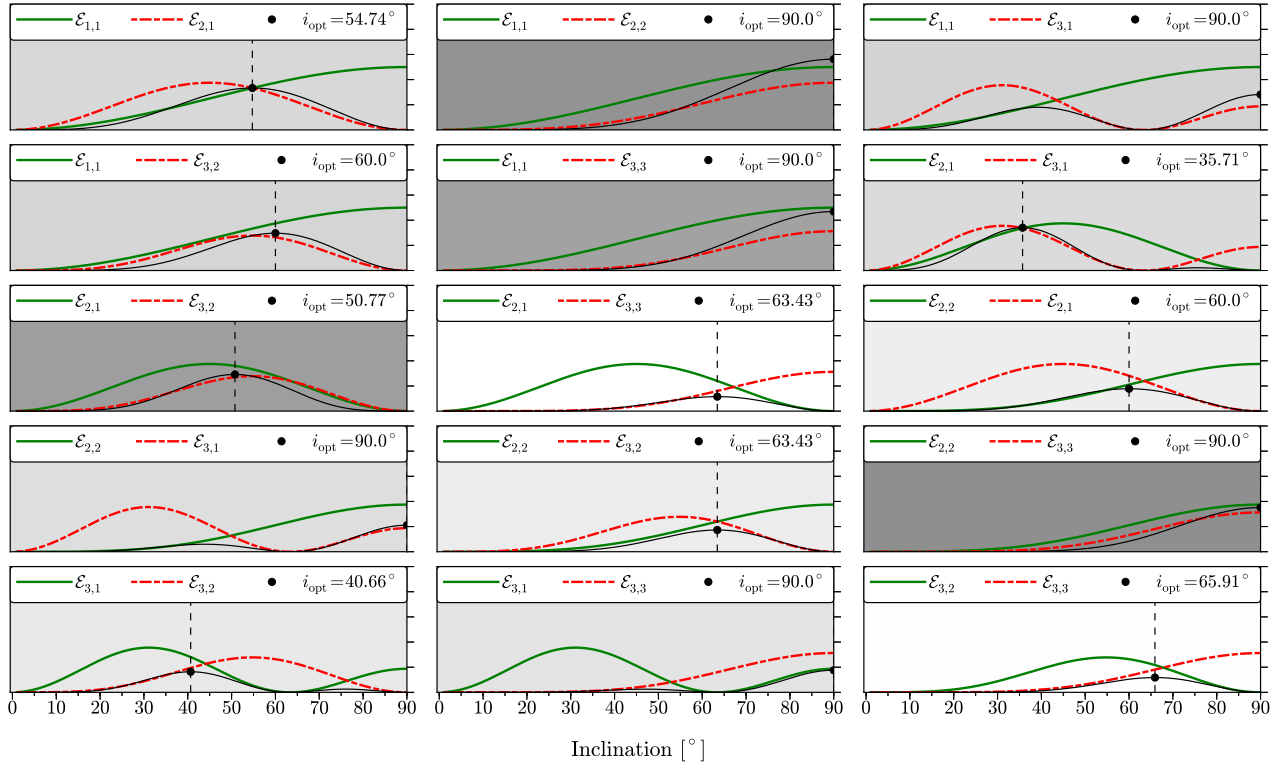 ℰ1,1 ℰ2,1 iopt=54.74°
ℰ1,1 ℰ2,2 iopt=90.0°
ℰ1,1 ℰ3,1 iopt=90.0°
ℰ1,1 ℰ3,2 iopt=60.0°
ℰ1,1 ℰ3,3 iopt=90.0°
ℰ2,1 ℰ3,1 iopt=35.71°
ℰ2,1 ℰ3,2 iopt=50.77°
ℰ2,1 ℰ3,3 iopt=63.43°
ℰ2,2 ℰ2,1 iopt=60.0°
ℰ2,2 ℰ3,1 iopt=90.0°
ℰ2,2 ℰ3,2 iopt=63.43°
ℰ2,2 ℰ3,3 iopt=90.0°
ℰ3,1 ℰ3,2 iopt=40.66°
ℰ3,1 ℰ3,3 iopt=90.0°
ℰ3,2 ℰ3,3 iopt=65.91°
0 10 20 30 40 50 60 70 80 90
0 10 20 30 40 50 60 70 80 90
0 10 20 30 40 50 60 70 80 90
Inclination [°]